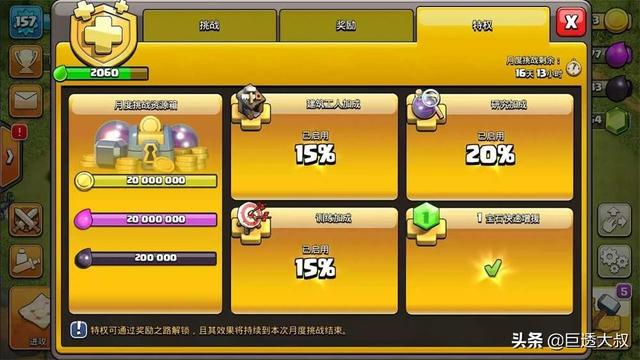 157
挑战
奖励
特权
X
2060
月度挑战剩余：
16天 13小时
月度挑战资源箱
20 000 000
20 000 000
200 000
建筑工人加成
已启用
15%
研究加成
已启用
20%
训练加成
已启用
15%
1
1 宝石快速增援
!
进攻
5
特权可通过奖励之路解锁，且其效果将持续到本次月度挑战结束。
头条 @巨透大叔